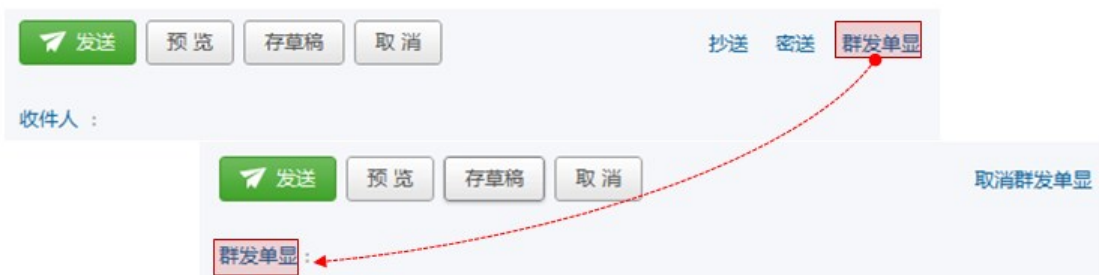 发送 预览 存草稿 取消 抄送 密送 群发单显
收件人 :
发送 预览 存草稿 取消 取消群发单显
群发单显 :